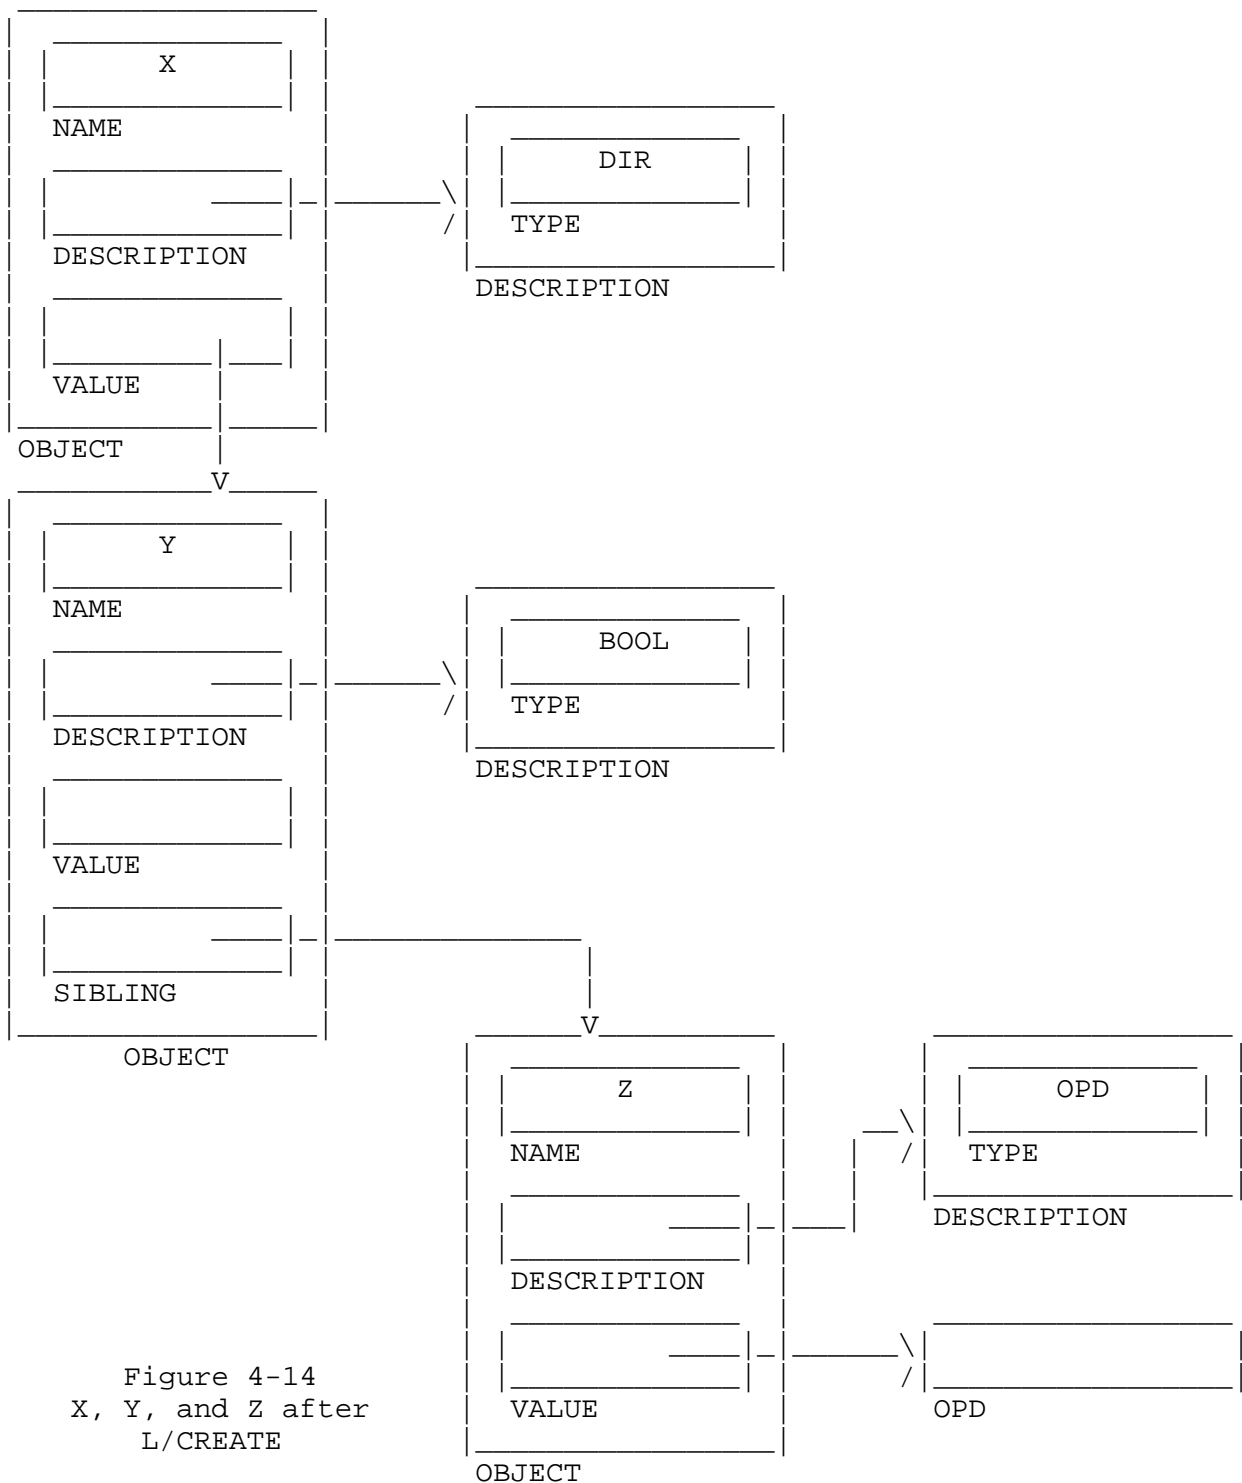 X
NAME
DIR
TYPE
DESCRIPTION
DESCRIPTION
VALUE
OBJECT
V
Y
NAME
BOOL
TYPE
DESCRIPTION
DESCRIPTION
VALUE
SIBLING
V
OBJECT
Z
OPD
NAME
TYPE
DESCRIPTION
DESCRIPTION
Figure 4-14
X, Y, and Z after
L/CREATE
VALUE
OPD
OBJECT